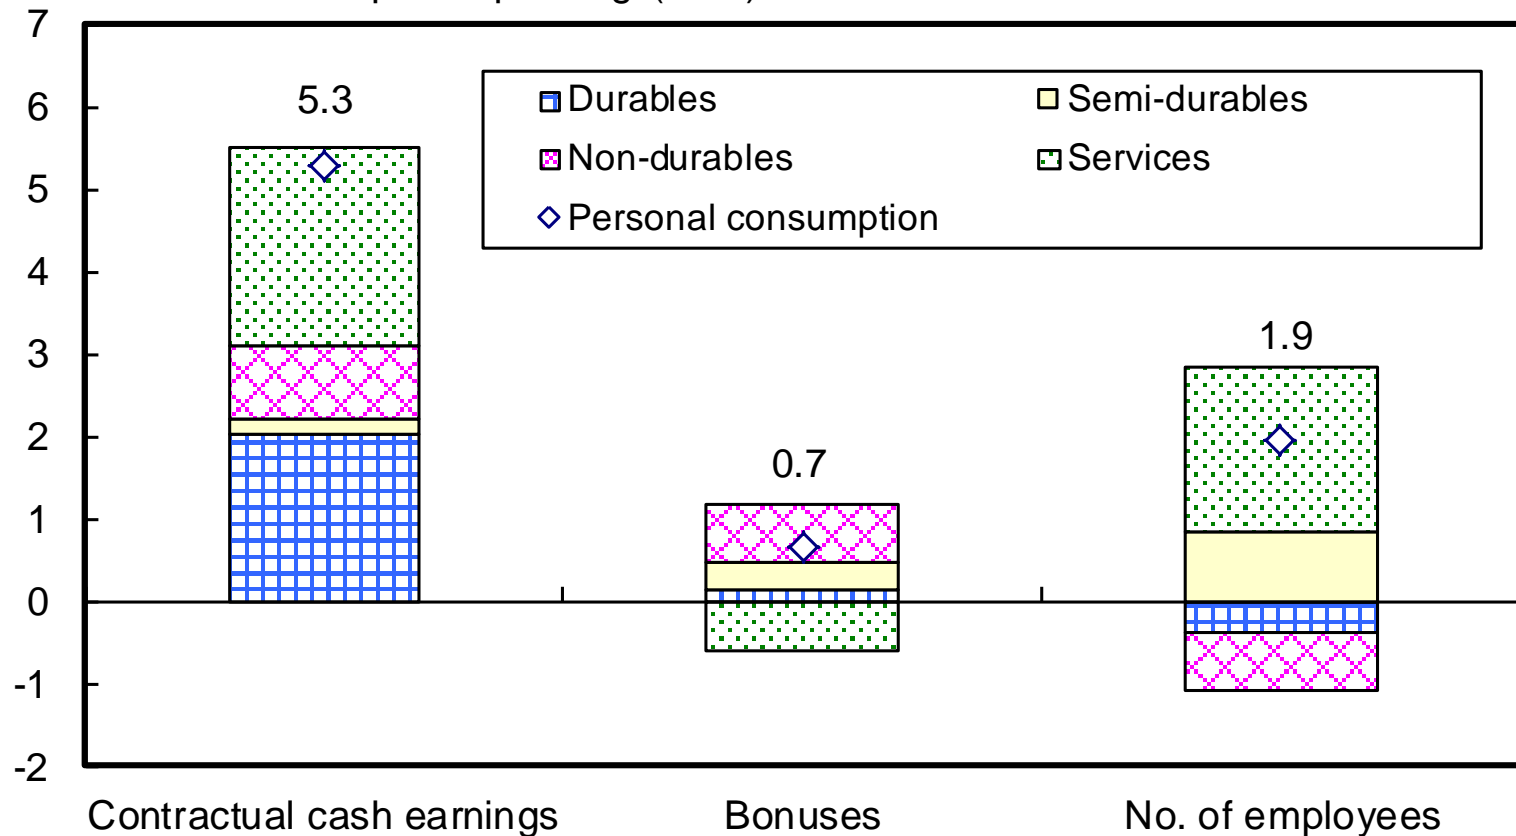 7
5.3
6
Durables
Semi-durables
Non-durables
Services
5
Personal consumption
4
3
1.9
2
0.7
1
0
-1
-2
Contractual cash earnings
Bonuses
No. of employees